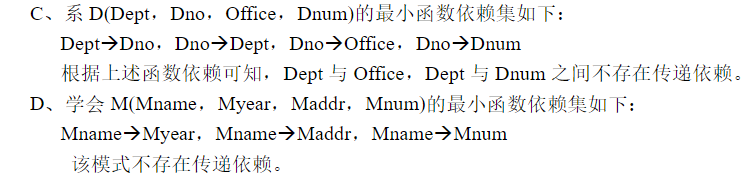 C、系 D(Dept，Dno，Office，Dnum)的最小函数依赖集如下：
Dept→Dno，Dno→Dept，Dno→Office，Dno→Dnum
根据上述函数依赖可知，Dept 与 Office，Dept 与 Dnum 之间不存在传递依赖。
D、学会 M(Mname，Myear，Maddr，Mnum)的最小函数依赖集如下：
Mname→Myear，Mname→Maddr，Mname→Mnum
该模式不存在传递依赖。